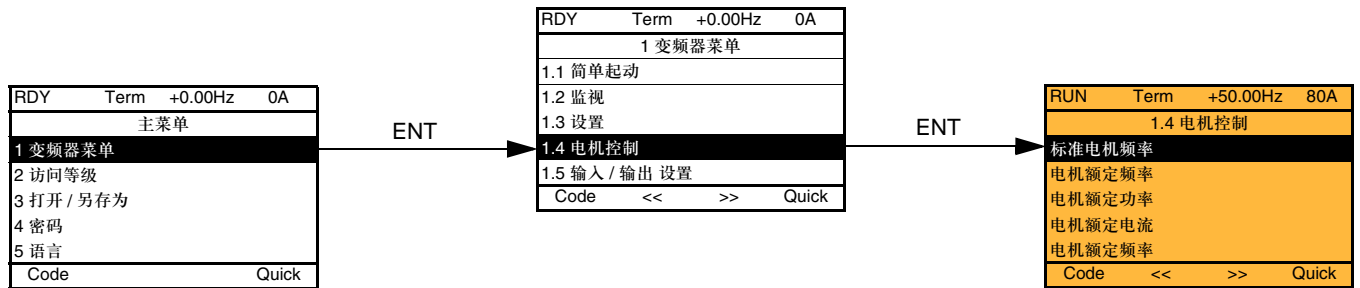 RDY Term +0.00Hz 0A
主菜单
1 变频器菜单
2 访问等级
3 打开 / 另存为
4 密码
5 语言
Code Quick
ENT
RDY Term +0.00Hz 0A
1 变频器菜单
1.1 简单起动
1.2 监视
1.3 设置
1.4 电机控制
1.5 输入 / 输出 设置
Code << >> Quick
ENT
RUN Term +50.00Hz 80A
1.4 电机控制
标准电机频率
电机额定频率
电机额定功率
电机额定电流
电机额定频率
Code << >> Quick